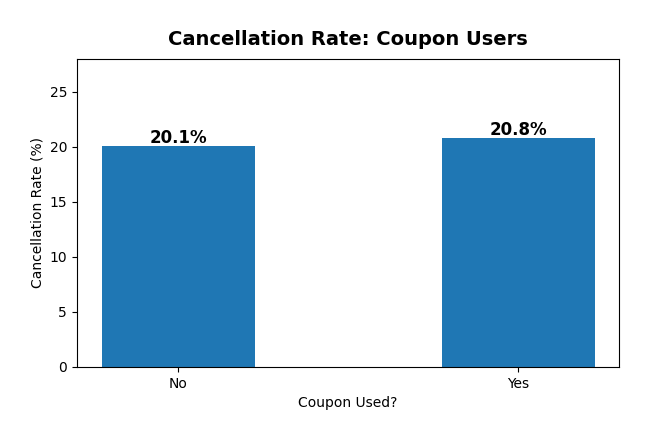 Cancellation Rate: Coupon Users
Cancellation Rate (%)
25
20
15
10
5
0
20.1%
20.8%
No
Yes
Coupon Used?